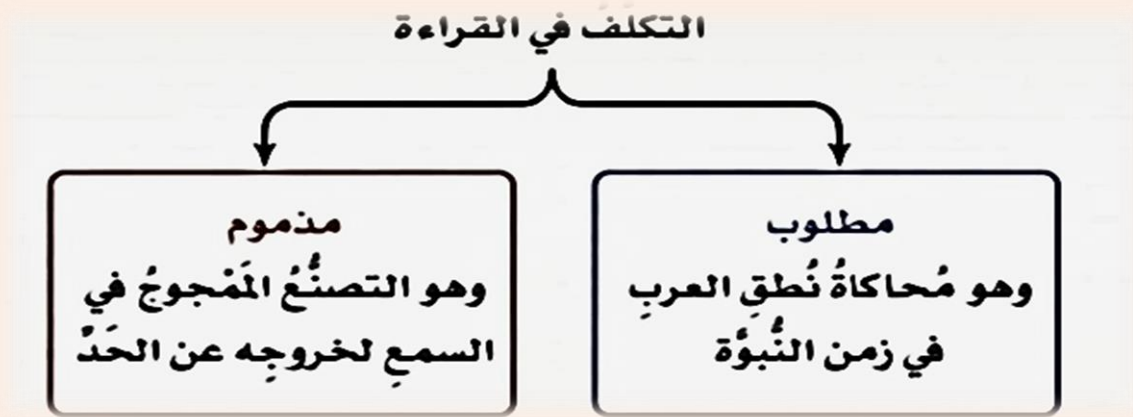 التكلف في القراءة
مطلوب
وهو مُحاكاةُ نُطقِ العربِ
في زمن النُّبوَّة
مذموم
وهو التصنُّعُ المَمْجوجُ في
السمعِ لخروجِه عن الحَدِّ